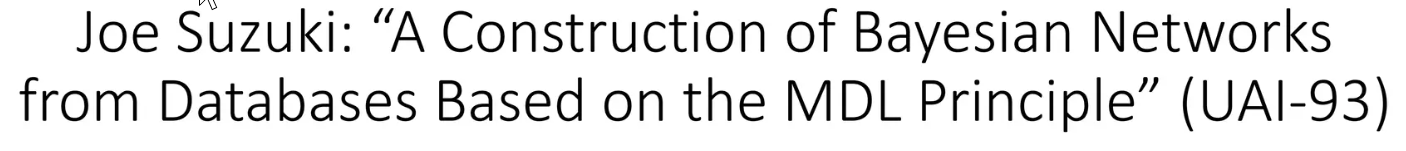 Joe Suzuki: “A Construction of Bayesian Networks
from Databases Based on the MDL Principle” (UAI-93)